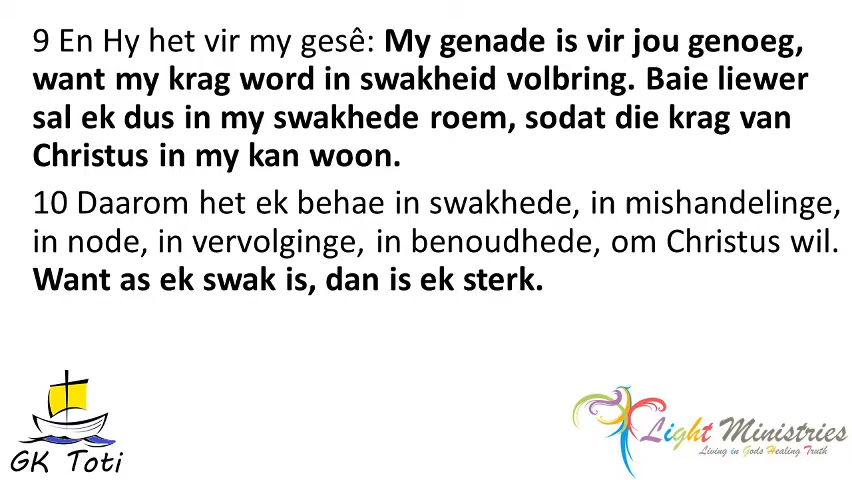 9 En Hy het vir my gesê: My genade is vir jou genoeg,
want my krag word in swakheid volbring. Baie liewer
sal ek dus in my swakhede roem, sodat die krag van
Christus in my kan woon.
10 Daarom het ek behae in swakhede, in mishandelinge,
in node, in vervolginge, in benoudhede, om Christus wil.
Want as ek swak is, dan is ek sterk.
GK Toti
Light Ministries
Living in Gods Healing Truth